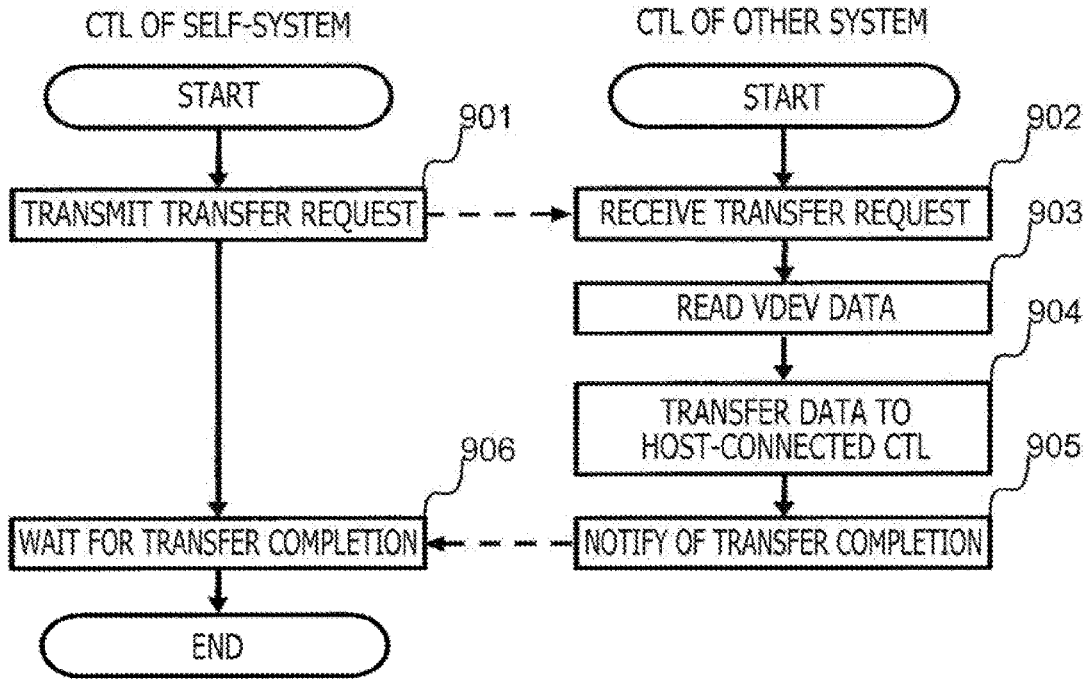 CTL OF SELF-SYSTEM
CTL OF OTHER SYSTEM
START
START
901
902
TRANSMIT TRANSFER REQUEST
RECEIVE TRANSFER REQUEST
903
READ VDEV DATA
904
TRANSFER DATA TO
HOST-CONNECTED CTL
906
905
WAIT FOR TRANSFER COMPLETION
NOTIFY OF TRANSFER COMPLETION
END